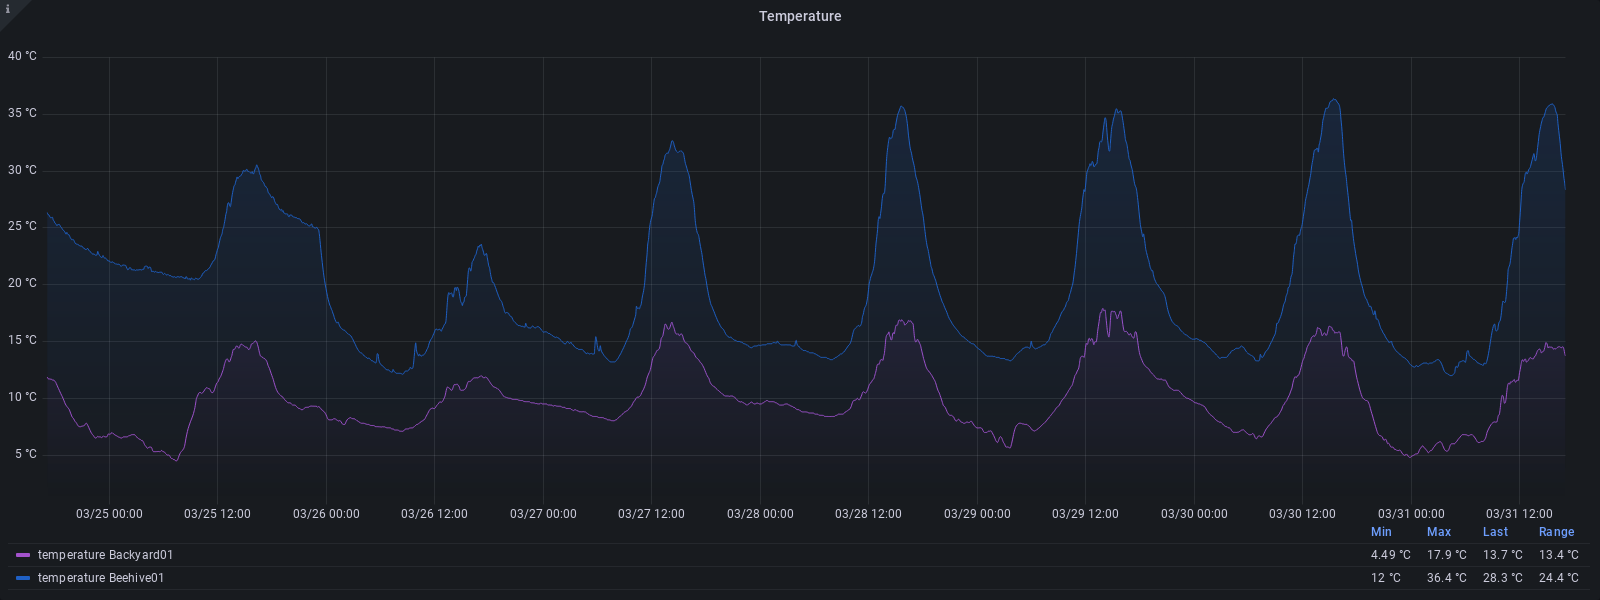 i
Temperature
40 °C
35 °C
30 °C
25 °C
20 °C
15 °C
10 °C
5 °C
03/25 00:00 03/25 12:00 03/26 00:00 03/26 12:00 03/27 00:00 03/27 12:00 03/28 00:00 03/28 12:00 03/29 00:00 03/29 12:00 03/30 00:00 03/30 12:00 03/31 00:00 03/31 12:00
Min Max Last Range
temperature Backyard01 4.49 °C 17.9 °C 13.7 °C 13.4 °C
temperature Beehive01 12 °C 36.4 °C 28.3 °C 24.4 °C